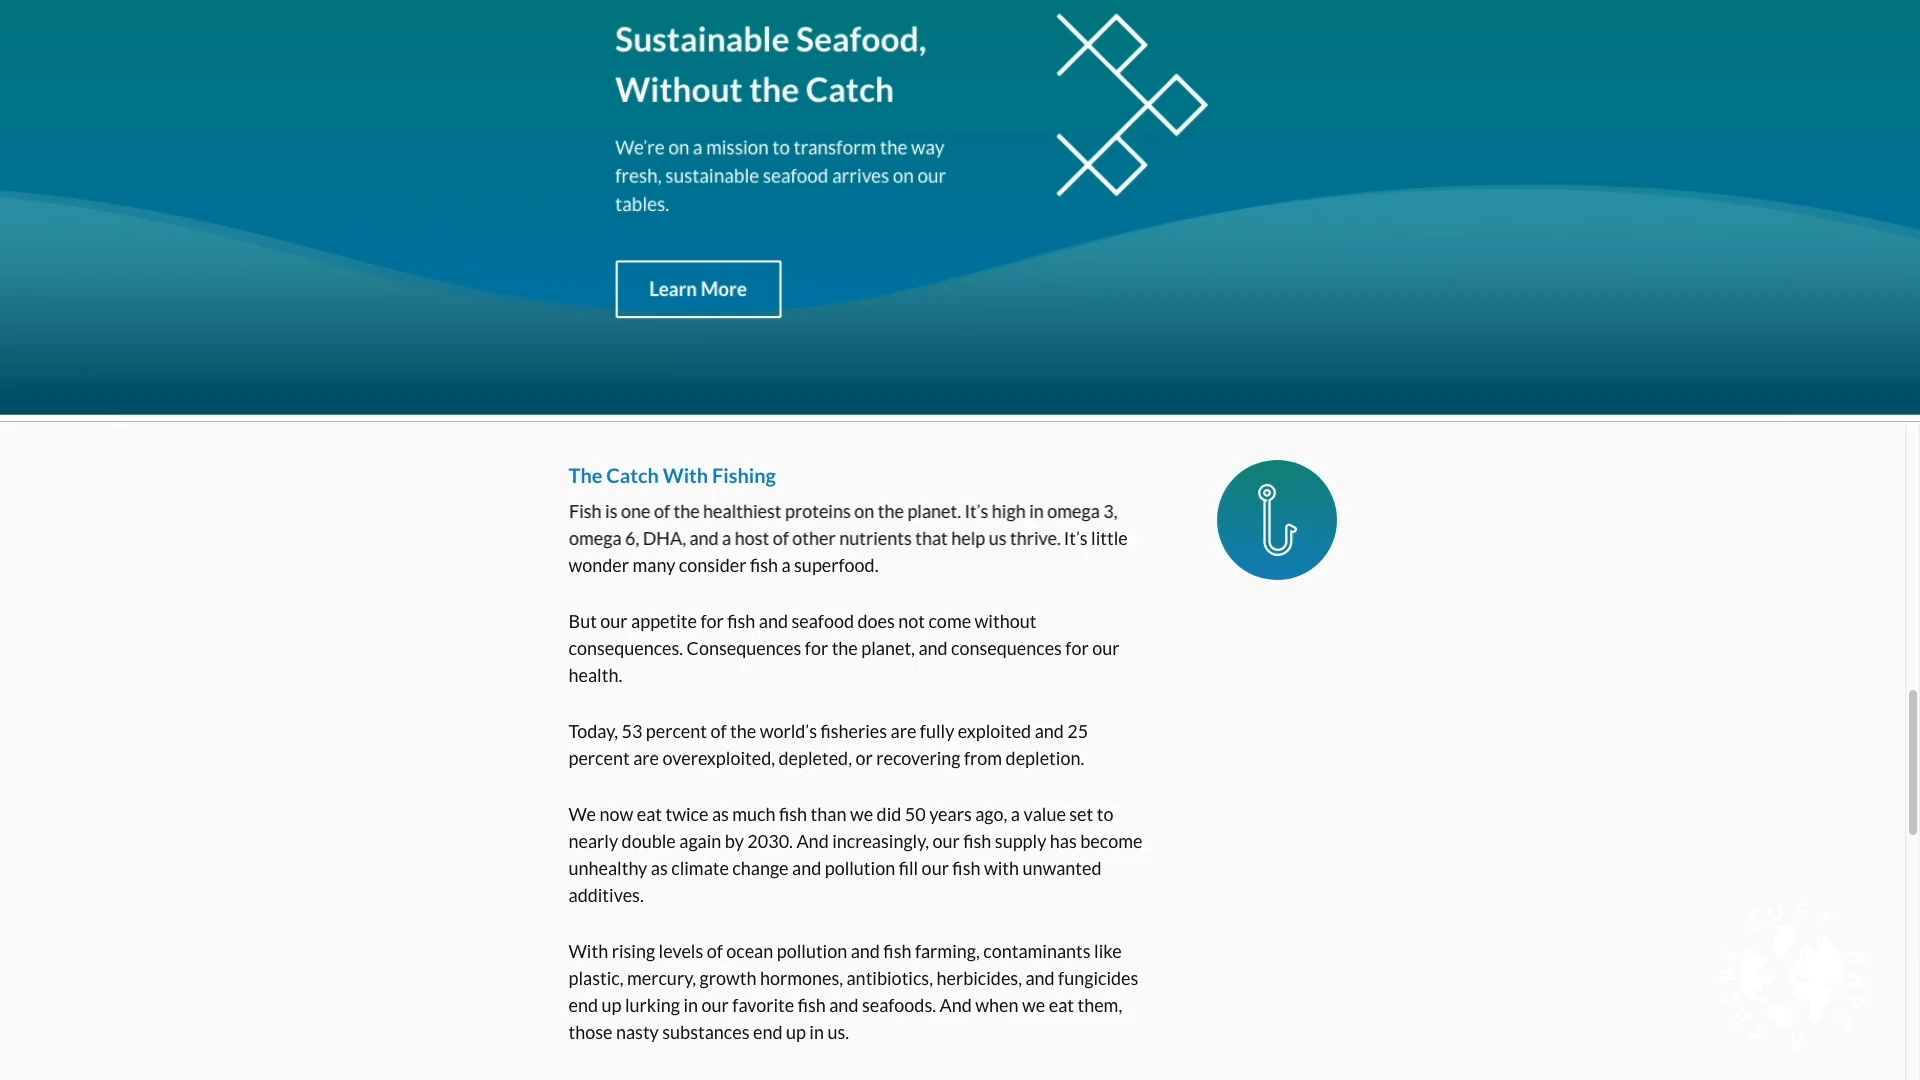 Sustainable Seafood,
Without the Catch
We’re on a mission to transform the way
fresh, sustainable seafood arrives on our
tables.
Learn More
The Catch With Fishing
Fish is one of the healthiest proteins on the planet. It’s high in omega 3,
omega 6, DHA, and a host of other nutrients that help us thrive. It’s little
wonder many consider fish a superfood.
But our appetite for fish and seafood does not come without
consequences. Consequences for the planet, and consequences for our
health.
Today, 53 percent of the world’s fisheries are fully exploited and 25
percent are overexploited, depleted, or recovering from depletion.
We now eat twice as much fish than we did 50 years ago, a value set to
nearly double again by 2030. And increasingly, our fish supply has become
unhealthy as climate change and pollution fill our fish with unwanted
additives.
With rising levels of ocean pollution and fish farming, contaminants like
plastic, mercury, growth hormones, antibiotics, herbicides, and fungicides
end up lurking in our favorite fish and seafoods. And when we eat them,
those nasty substances end up in us.